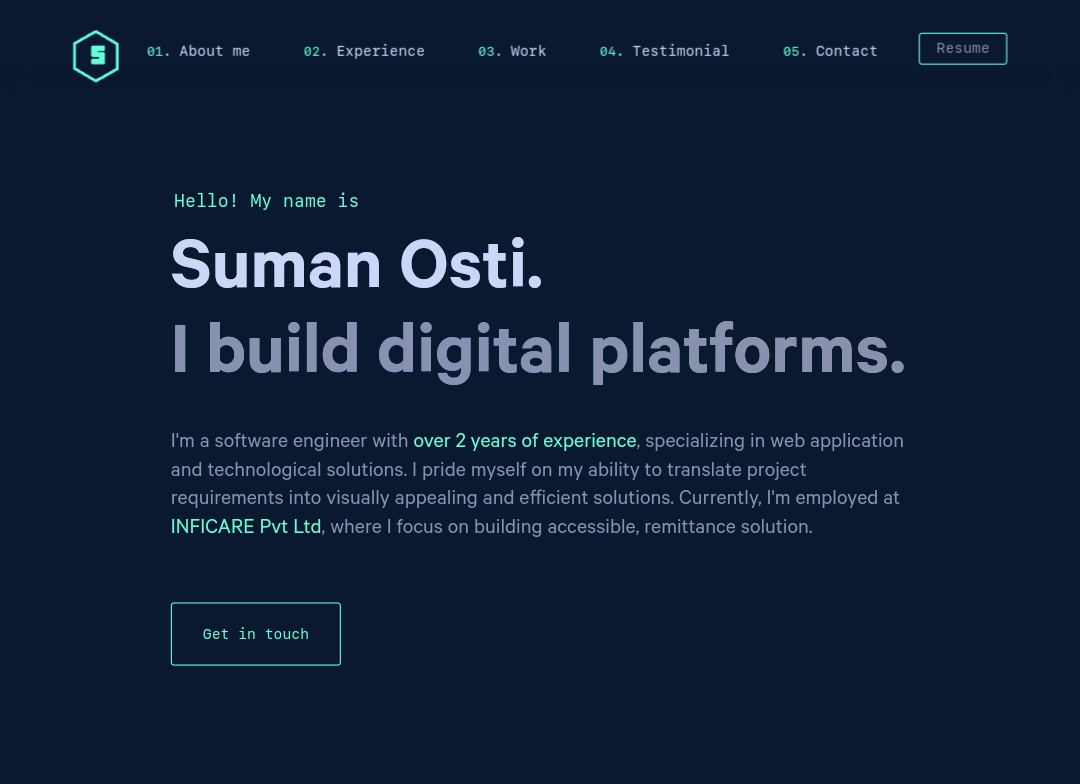 S
01. About me
02. Experience
03. Work
04. Testimonial
05. Contact
Resume
Hello! My name is
Suman Osti.
I build digital platforms.
I'm a software engineer with over 2 years of experience, specializing in web application
and technological solutions. I pride myself on my ability to translate project
requirements into visually appealing and efficient solutions. Currently, I'm employed at
INFICARE Pvt Ltd, where I focus on building accessible, remittance solution.
Get in touch